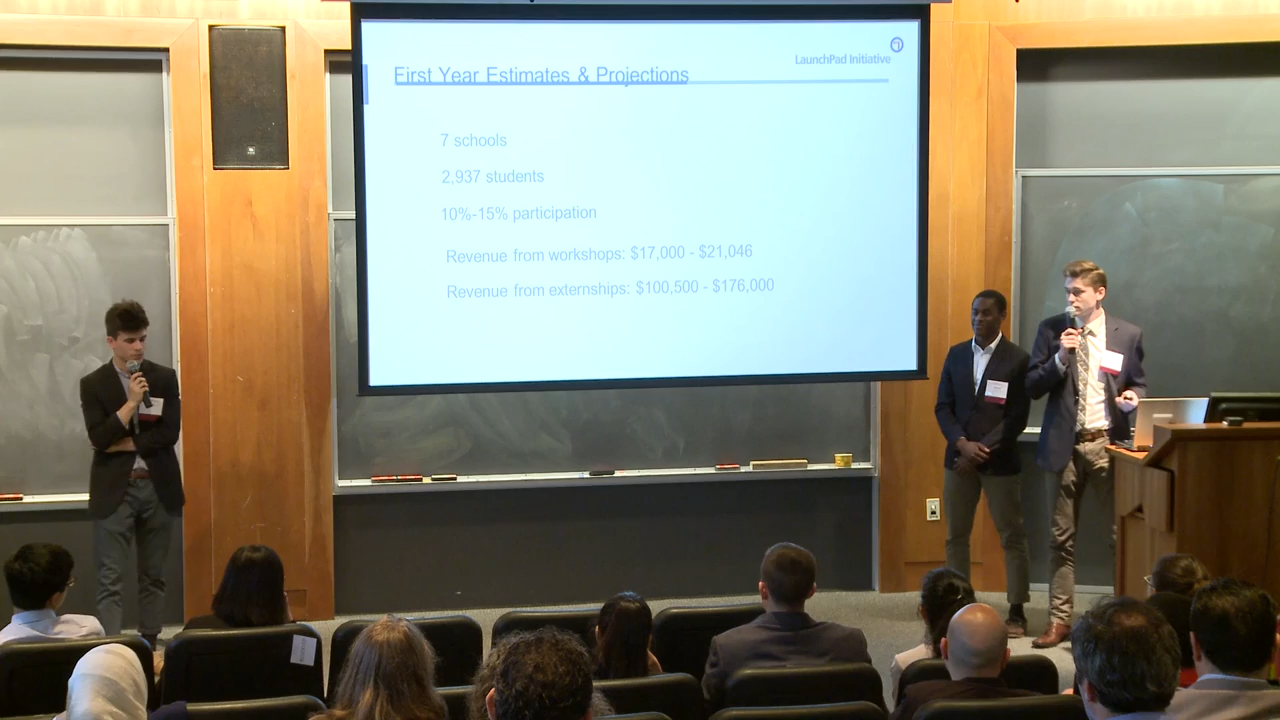 LaunchPad Initiative
First Year Estimates & Projections
7 schools
2,937 students
10%-15% participation
Revenue from workshops: $17,000 - $21,046
Revenue from externships: $100,500 - $176,000